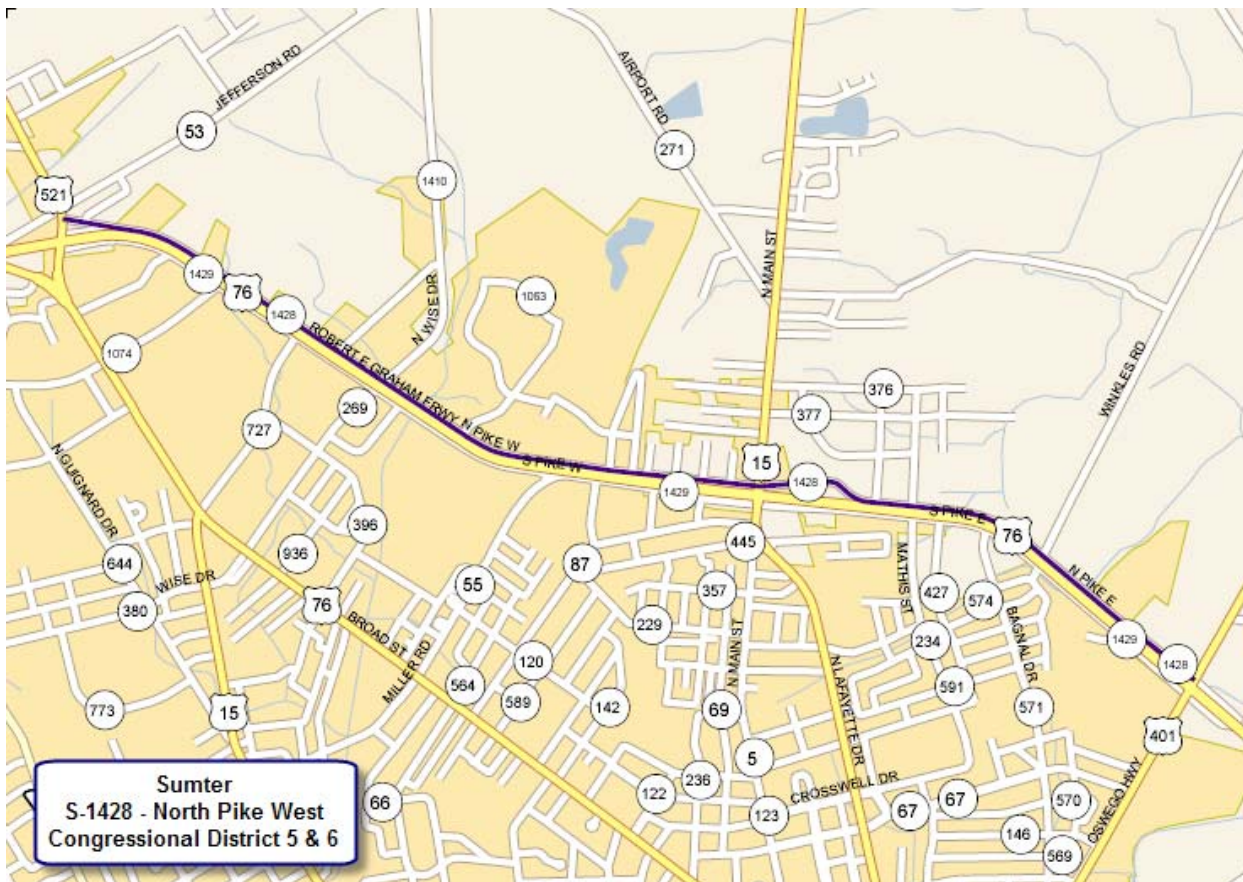 JEFFERSON RD
53
AIRPORT RD
271
521
1410
1429
76
1428
N WISE DR
1063
N MAIN ST
1074
ROBERT E GRAHAM FRWY
N PIKE W
S PIKE W
WINKLES RD
376
377
269
727
15
1429
1428
S PIKE E
76
N PIKE E
N GUIGNARD DR
396
936
644
WISE DR
380
76
BROAD ST
55
87
445
357
MATHIS ST
427
574
BAGNAL DR
229
234
1429
1428
MILLER RD
120
564
589
142
N MAIN ST
69
N LAFAYETTE DR
591
571
401
773
15
5
236
122
CROSSWELL DR
123
67
67
570
146
569
OSWEGO HWY
66
Sumter
S-1428 - North Pike West
Congressional District 5 & 6